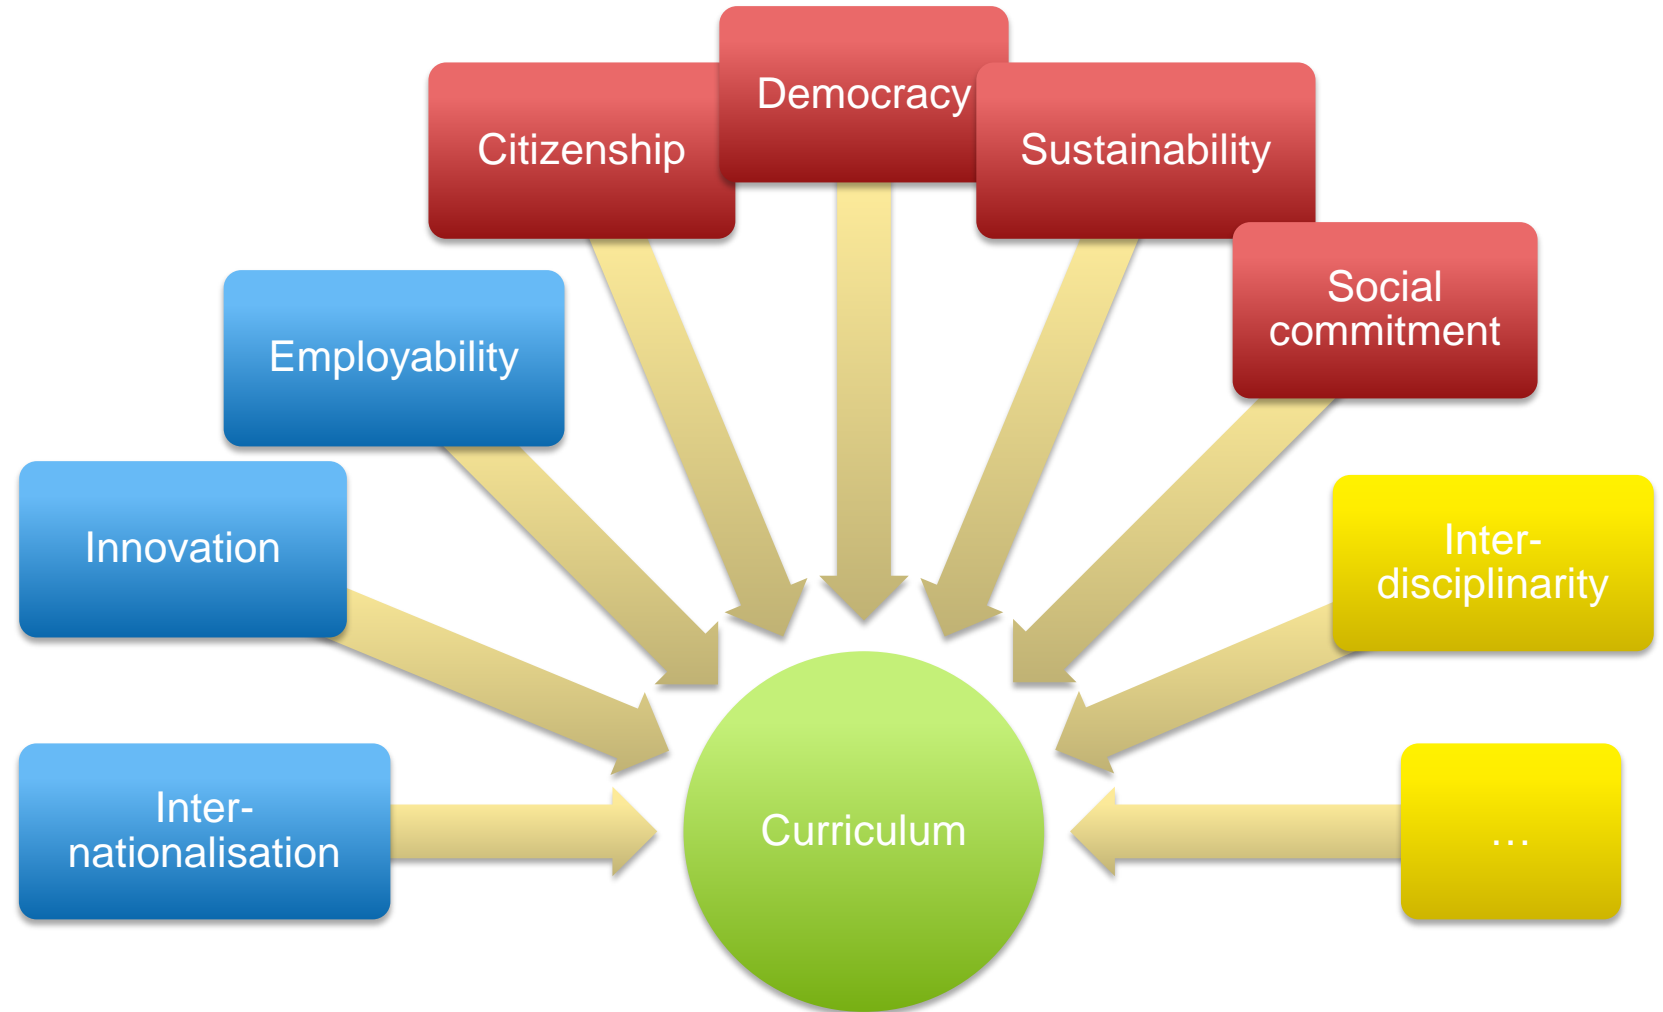 Democracy
Citizenship
Sustainability
Social
commitment
Employability
Innovation
Inter-
disciplinarity
Inter-
nationalisation
Curriculum
…